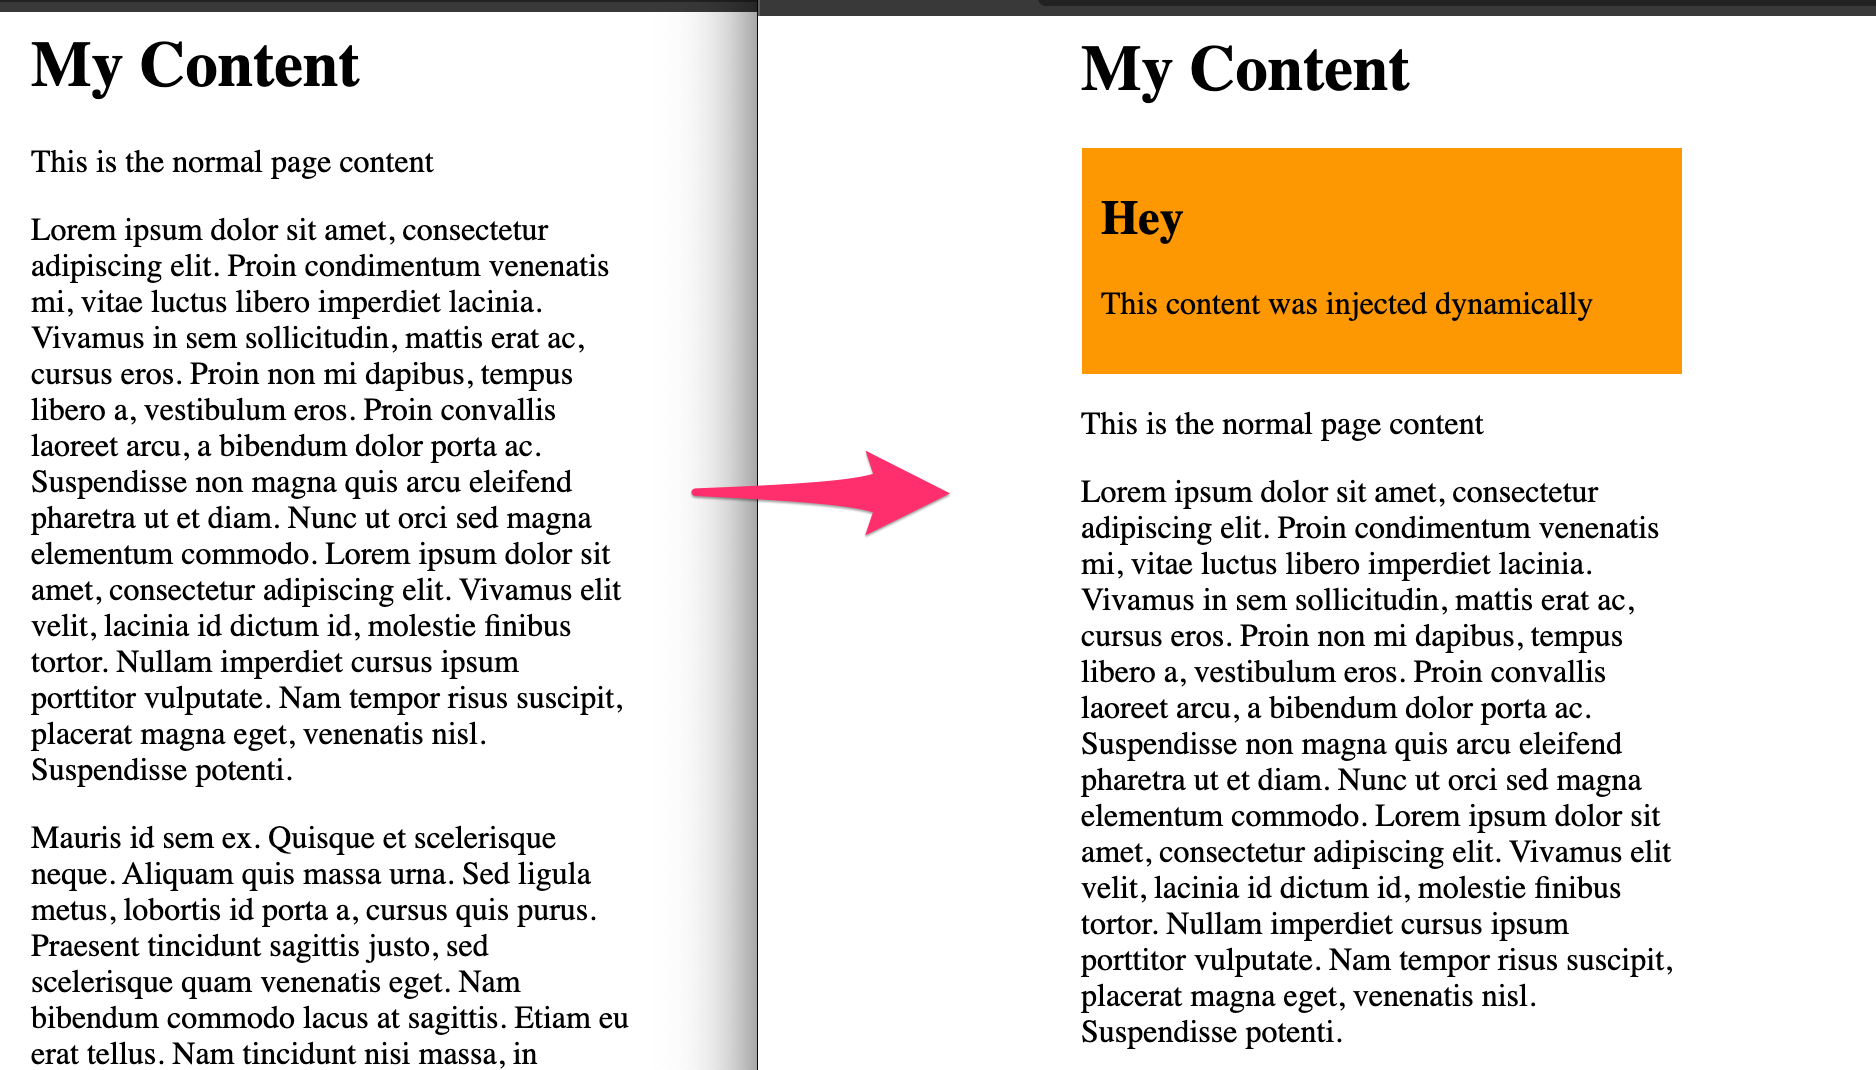 My Content
This is the normal page content
Lorem ipsum dolor sit amet, consectetur
adipiscing elit. Proin condimentum venenatis
mi, vitae luctus libero imperdiet lacinia.
Vivamus in sem sollicitudin, mattis erat ac,
cursus eros. Proin non mi dapibus, tempus
libero a, vestibulum eros. Proin convallis
laoreet arcu, a bibendum dolor porta ac.
Suspendisse non magna quis arcu eleifend
pharetra ut et diam. Nunc ut orci sed magna
elementum commodo. Lorem ipsum dolor sit
amet, consectetur adipiscing elit. Vivamus elit
velit, lacinia id dictum id, molestie finibus
tortor. Nullam imperdiet cursus ipsum
porttitor vulputate. Nam tempor risus suscipit,
placerat magna eget, venenatis nisl.
Suspendisse potenti.
Mauris id sem ex. Quisque et scelerisque
neque. Aliquam quis massa urna. Sed ligula
metus, lobortis id porta a, cursus quis purus.
Praesent tincidunt sagittis justo, sed
scelerisque quam venenatis eget. Nam
bibendum commodo lacus at sagittis. Etiam eu
erat tellus. Nam tincidunt nisi massa, in
My Content
Hey
This content was injected dynamically
This is the normal page content
Lorem ipsum dolor sit amet, consectetur
adipiscing elit. Proin condimentum venenatis
mi, vitae luctus libero imperdiet lacinia.
Vivamus in sem sollicitudin, mattis erat ac,
cursus eros. Proin non mi dapibus, tempus
libero a, vestibulum eros. Proin convallis
laoreet arcu, a bibendum dolor porta ac.
Suspendisse non magna quis arcu eleifend
pharetra ut et diam. Nunc ut orci sed magna
elementum commodo. Lorem ipsum dolor sit
amet, consectetur adipiscing elit. Vivamus elit
velit, lacinia id dictum id, molestie finibus
tortor. Nullam imperdiet cursus ipsum
porttitor vulputate. Nam tempor risus suscipit,
placerat magna eget, venenatis nisl.
Suspendisse potenti.